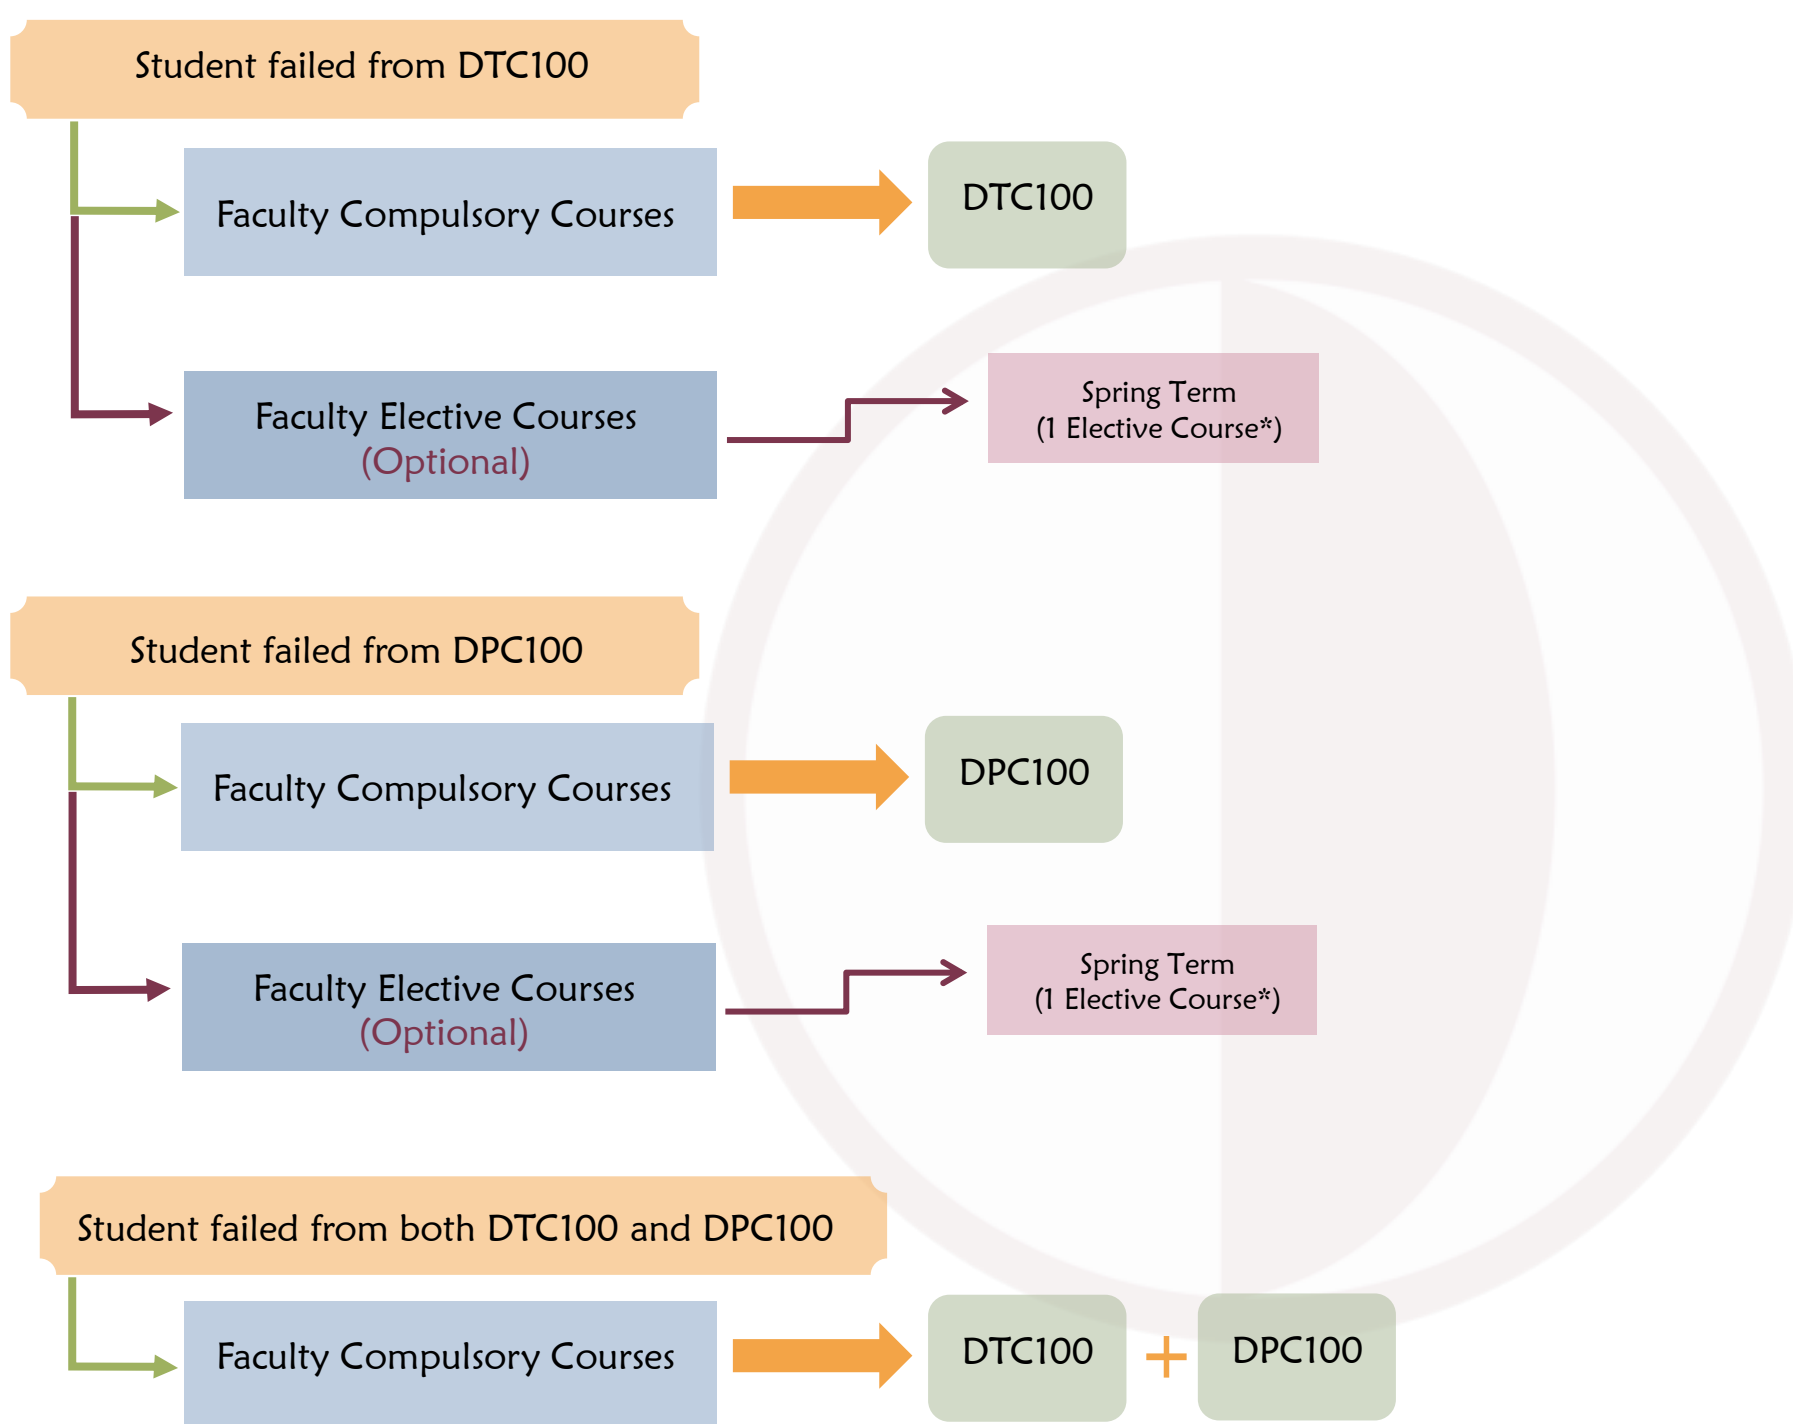 Student failed from DTC100
Faculty Compulsory Courses
DTC100
Faculty Elective Courses
(Optional)
Spring Term
(1 Elective Course*)
Student failed from DPC100
Faculty Compulsory Courses
DPC100
Faculty Elective Courses
(Optional)
Spring Term
(1 Elective Course*)
Student failed from both DTC100 and DPC100
Faculty Compulsory Courses
DTC100 + DPC100